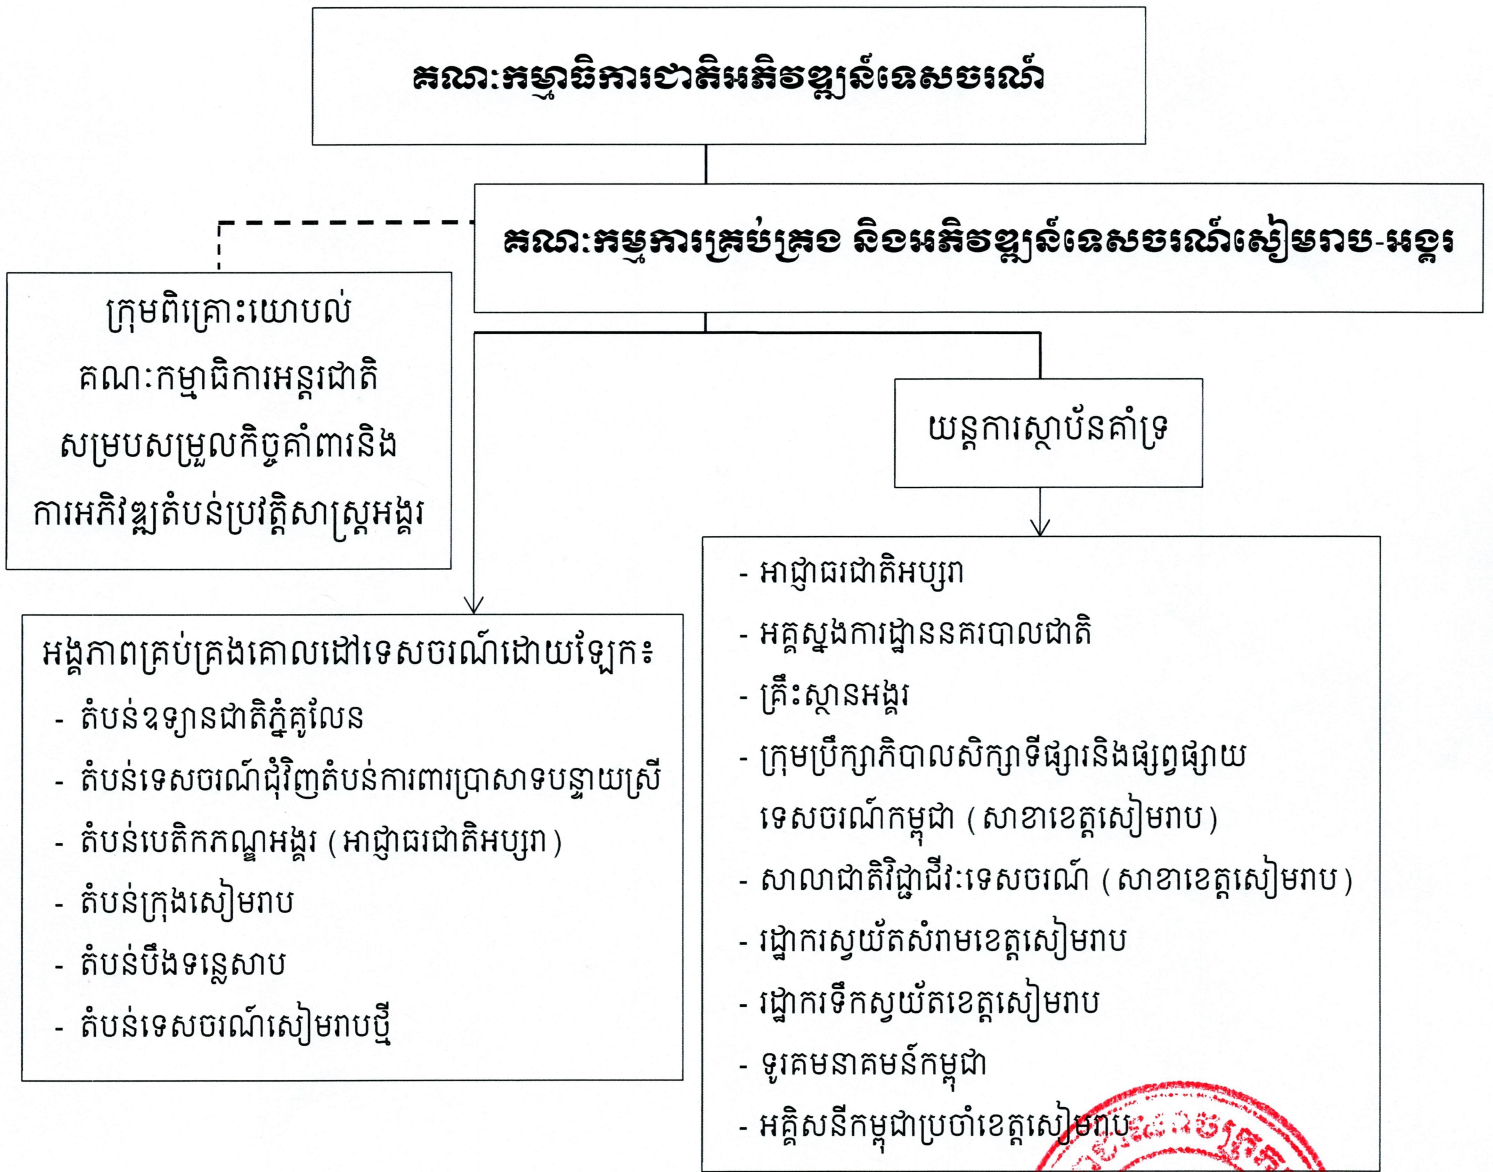 គណៈកម្មាធិការជាតិអភិវឌ្ឍន៍ទេសចរណ៍
គណៈកម្មការគ្រប់គ្រង និងអភិវឌ្ឍន៍ទេសចរណ៍សៀមរាប-អង្គរ
ក្រុមពិគ្រោះយោបល់
គណៈកម្មាធិការអន្តរជាតិ
សម្របសម្រួលកិច្ចគាំពារនិង
ការអភិវឌ្ឍតំបន់ប្រវត្តិសាស្ត្រអង្គរ
យន្តការស្ថាប័នគាំទ្រ
អង្គភាពគ្រប់គ្រងគោលដៅទេសចរណ៍ដោយឡែក៖
- តំបន់ឧទ្យានជាតិភ្នំគូលែន
- តំបន់ទេសចរណ៍ជុំវិញតំបន់ការពារប្រាសាទបន្ទាយស្រី
- តំបន់បេតិកភណ្ឌអង្គរ (អាជ្ញាធរជាតិអប្សរា)
- តំបន់ក្រុងសៀមរាប
- តំបន់បឹងទន្លេសាប
- តំបន់ទេសចរណ៍សៀមរាបថ្មី
- អាជ្ញាធរជាតិអប្សរា
- អគ្គស្នងការដ្ឋាននគរបាលជាតិ
- គ្រឹះស្ថានអង្គរ
- ក្រុមប្រឹក្សាភិបាលសិក្សាទីផ្សារនិងផ្សព្វផ្សាយ
ទេសចរណ៍កម្ពុជា (សាខាខេត្តសៀមរាប)
- សាលាជាតិវិជ្ជាជីវៈទេសចរណ៍ (សាខាខេត្តសៀមរាប)
- រដ្ឋាករស្វយ័តសំរាមខេត្តសៀមរាប
- រដ្ឋាករទឹកស្វយ័តខេត្តសៀមរាប
- ទូរគមនាគមន៍កម្ពុជា
- អគ្គិសនីកម្ពុជាប្រចាំខេត្តសៀមរាប